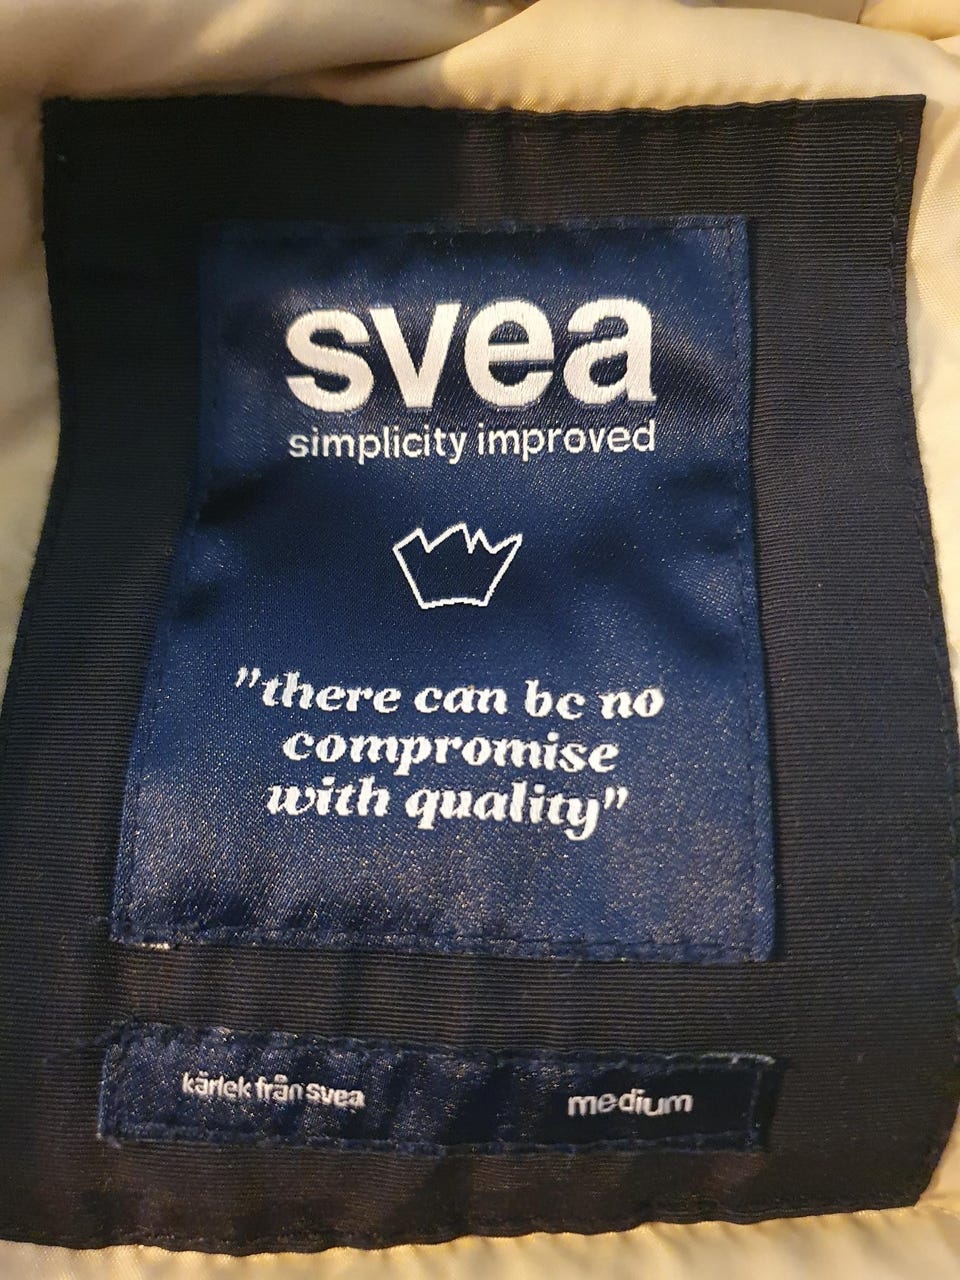 svea
simplicity improved
"there can be no
compromise
with quality"
kärlek från Svea
medium